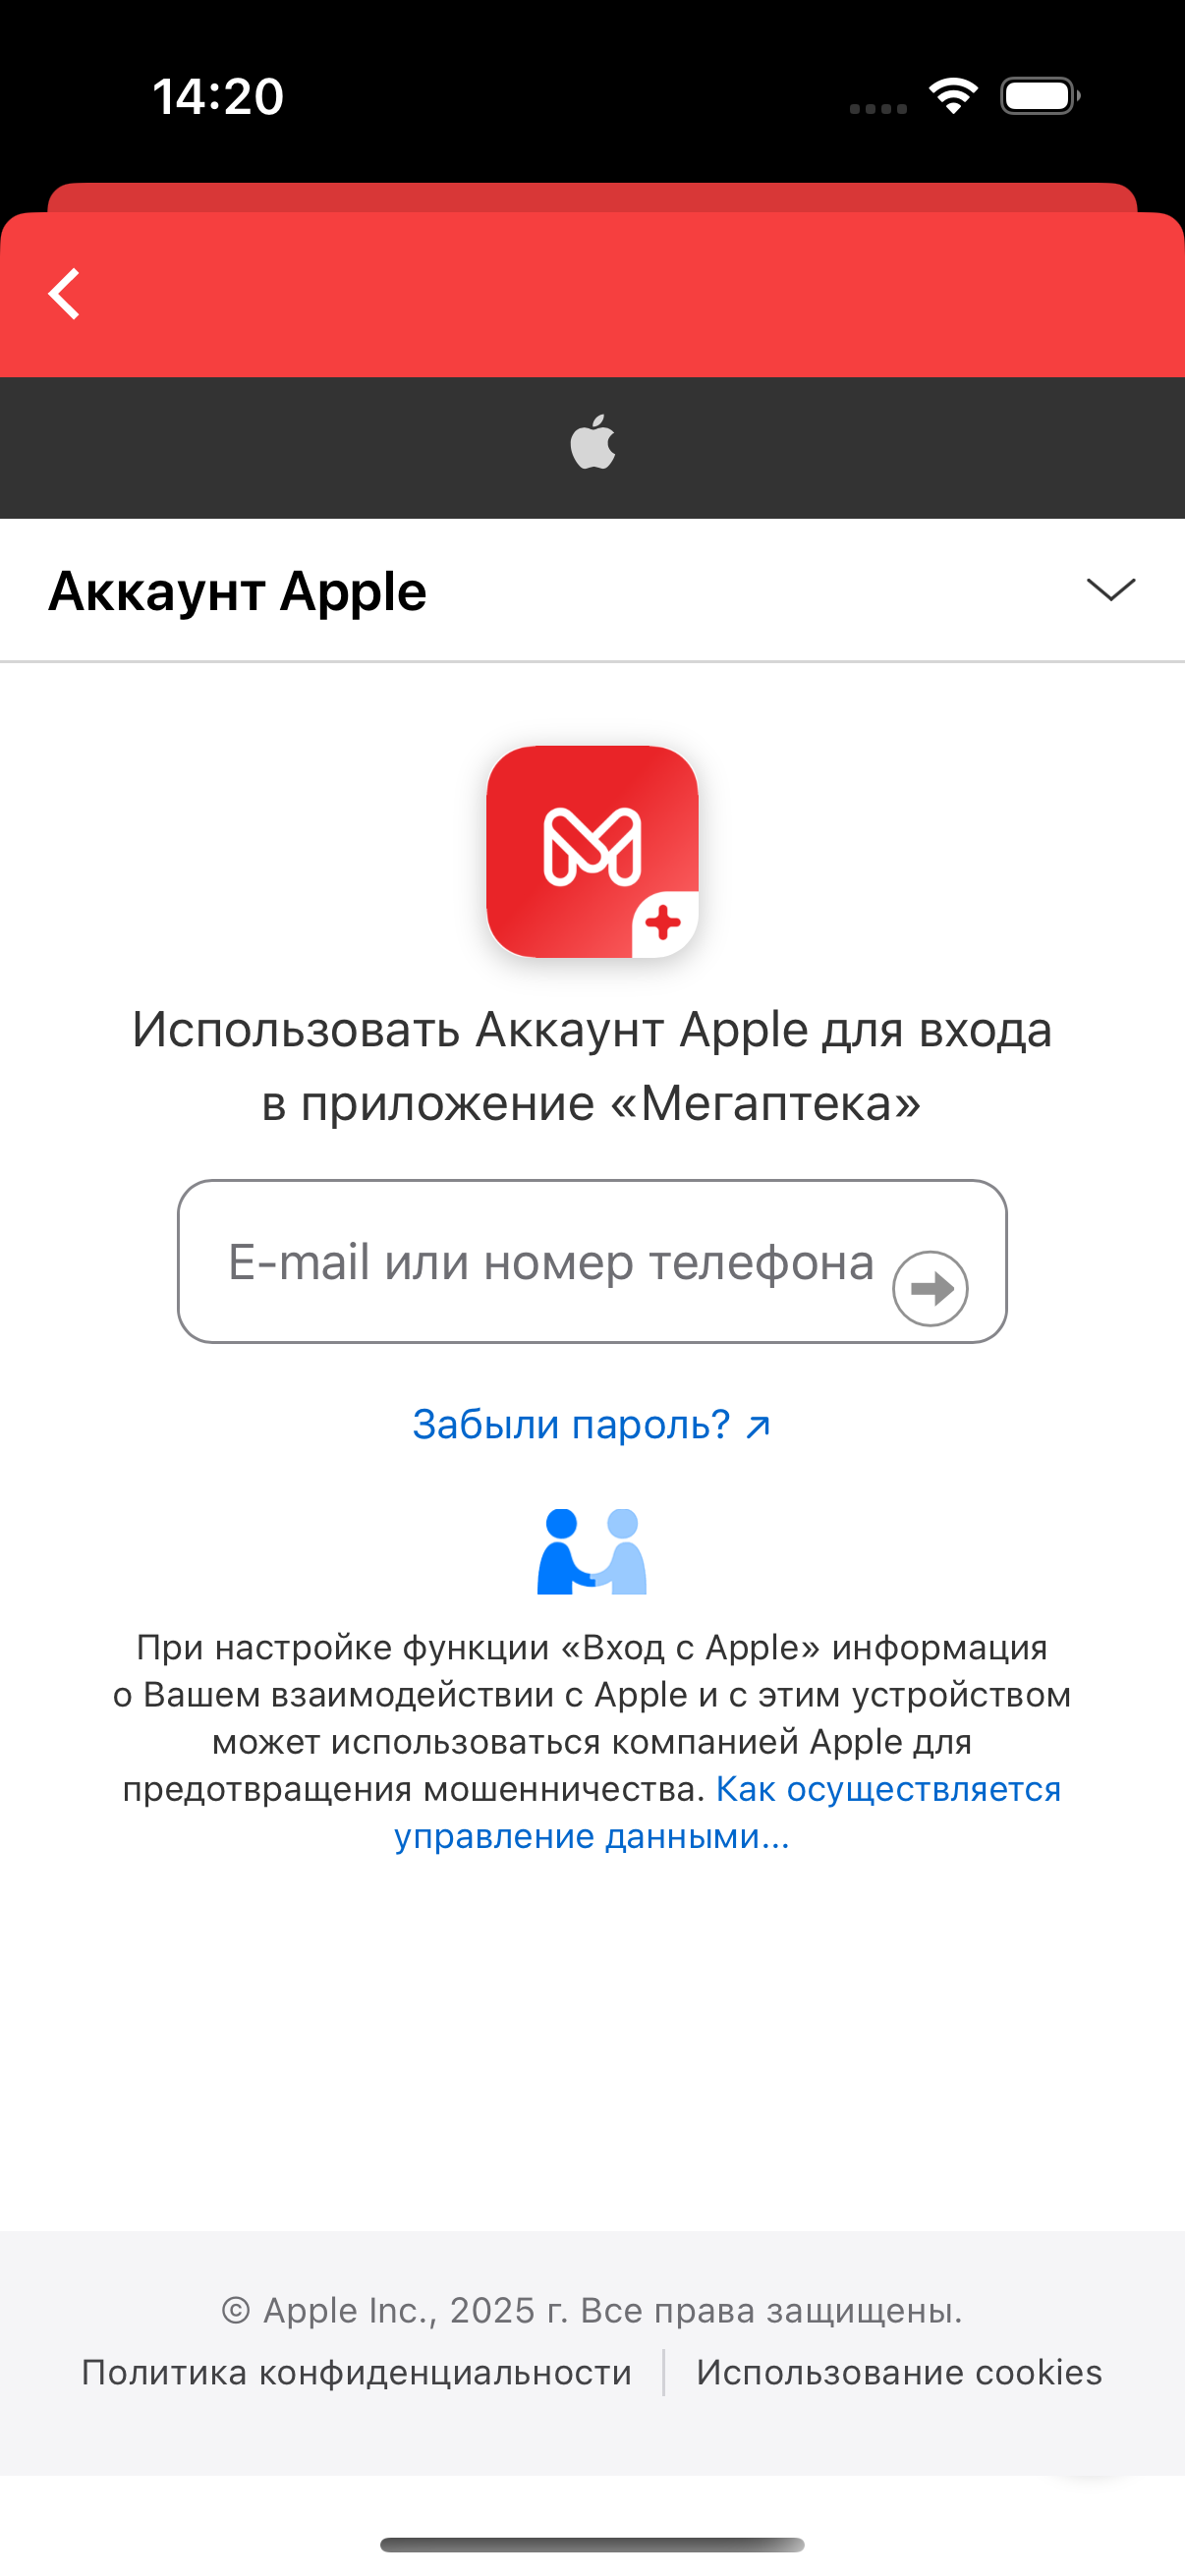 14:20
Аккаунт Apple
Использовать Аккаунт Apple для входа
в приложение «Мегаптека»
E-mail или номер телефона
Забыли пароль? ↗
При настройке функции «Вход с Apple» информация
о Вашем взаимодействии с Apple и с этим устройством
может использоваться компанией Apple для
предотвращения мошенничества. Как осуществляется
управление данными...
© Apple Inc., 2025 г. Все права защищены.
Политика конфиденциальности | Использование cookies